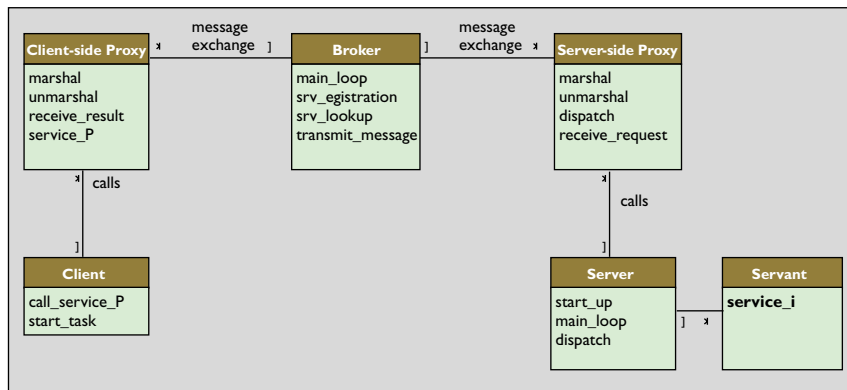 message
exchange
message
exchange
Client-side Proxy
* ]
Broker
] *
Server-side Proxy
marshal
unmarshal
receive_result
service_P
main_loop
srv_egistration
srv_lookup
transmit_message
marshal
unmarshal
dispatch
receive_request
*
calls
]
*
calls
]
Client
call_service_P
start_task
Server
start_up
main_loop
dispatch
] *
Servant
service_i